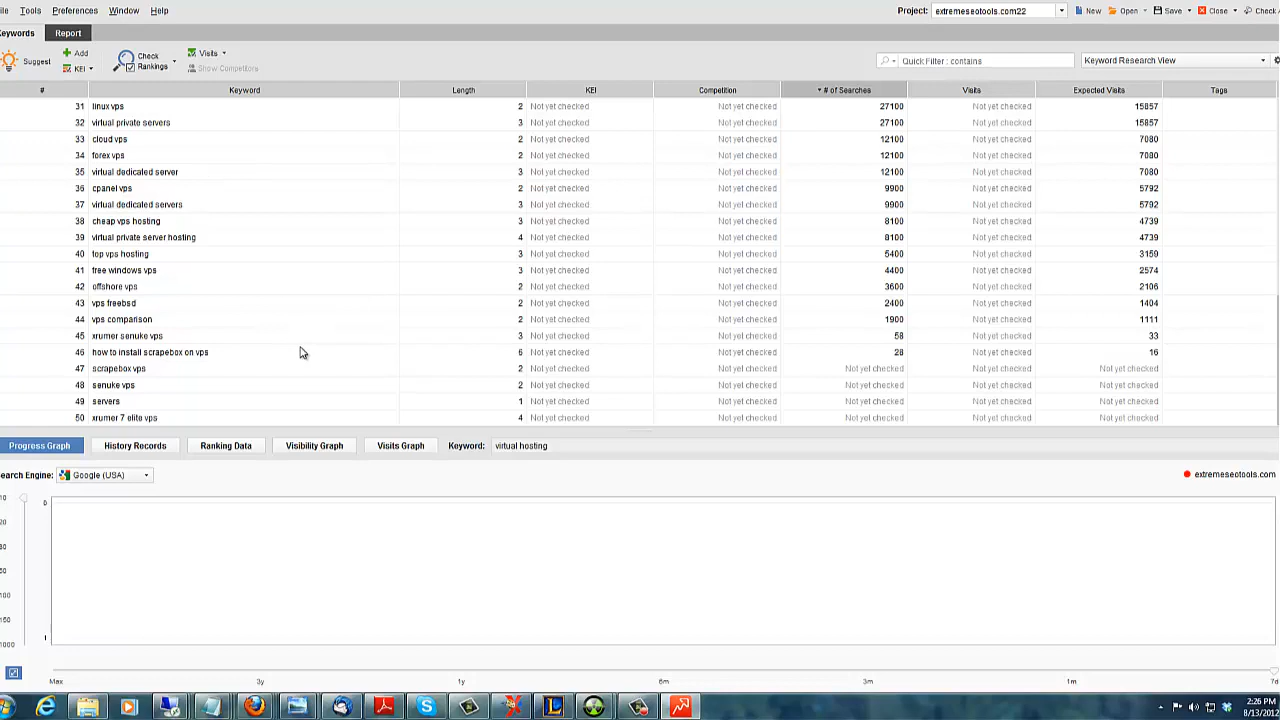 ile Tools Preferences Window Help Project: extremeseotools.com22 New Open Save Close Check
Keywords Report
Suggest Add KEI Check Rankings Visits Show Competitors Quick Filter : contains Keyword Research View
# Keyword Length KEI Competition # of Searches Visits Expected Visits Tags
31 linux vps 2 Not yet checked Not yet checked 27100 Not yet checked 15857
32 virtual private servers 3 Not yet checked Not yet checked 27100 Not yet checked 15857
33 cloud vps 2 Not yet checked Not yet checked 12100 Not yet checked 7080
34 forex vps 2 Not yet checked Not yet checked 12100 Not yet checked 7080
35 virtual dedicated server 3 Not yet checked Not yet checked 12100 Not yet checked 7080
36 cpanel vps 2 Not yet checked Not yet checked 9900 Not yet checked 5792
37 virtual dedicated servers 3 Not yet checked Not yet checked 9900 Not yet checked 5792
38 cheap vps hosting 3 Not yet checked Not yet checked 8100 Not yet checked 4739
39 virtual private server hosting 4 Not yet checked Not yet checked 8100 Not yet checked 4739
40 top vps hosting 3 Not yet checked Not yet checked 5400 Not yet checked 3159
41 free windows vps 3 Not yet checked Not yet checked 4400 Not yet checked 2574
42 offshore vps 2 Not yet checked Not yet checked 3600 Not yet checked 2106
43 vps freebsd 2 Not yet checked Not yet checked 2400 Not yet checked 1404
44 vps comparison 2 Not yet checked Not yet checked 1900 Not yet checked 1111
45 xrumer senuke vps 3 Not yet checked Not yet checked 58 Not yet checked 33
46 how to install scrapebox on vps 6 Not yet checked Not yet checked 28 Not yet checked 16
47 scrapebox vps 2 Not yet checked Not yet checked Not yet checked Not yet checked Not yet checked
48 senuke vps 2 Not yet checked Not yet checked Not yet checked Not yet checked Not yet checked
49 servers 1 Not yet checked Not yet checked Not yet checked Not yet checked Not yet checked
50 xrumer 7 elite vps 4 Not yet checked Not yet checked Not yet checked Not yet checked Not yet checked
Progress Graph History Records Ranking Data Visibility Graph Visits Graph Keyword: virtual hosting
earch Engine: Google (USA) extremeseotools.com
10
20
30
50
100
150
1000
0
1
Max 3y 1y 6m 3m 1m 7d
2:26 PM
8/13/2012